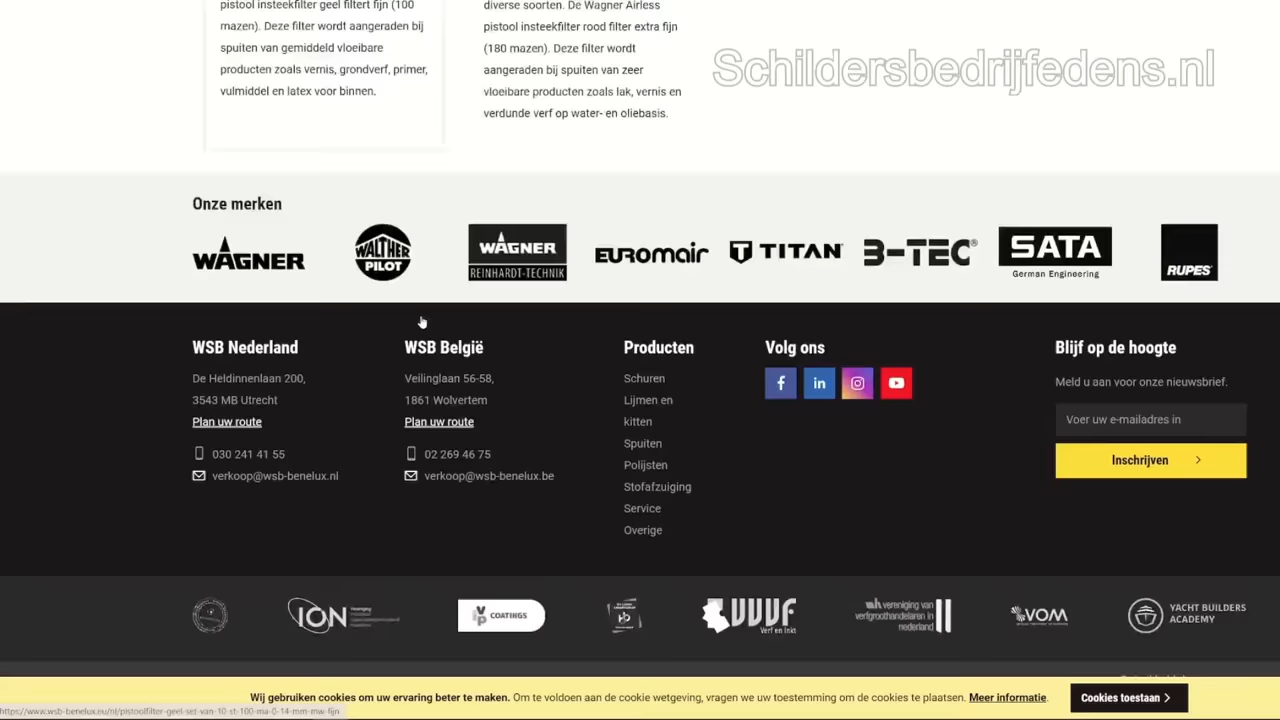 pistool insteekfilter geel filtert fijn (100
mazen). Deze filter wordt aangeraden bij
spuiten van gemiddeld vloeibare
producten zoals vernis, grondverf, primer,
vulmiddel en latex voor binnen.
diverse soorten. De Wagner Airless
pistool insteekfilter rood filter extra fijn
(180 mazen). Deze filter wordt
aangeraden bij spuiten van zeer
vloeibare producten zoals lak, vernis en
verdunde verf op water- en oliebasis.
Schildersbedrijfedens.nl
Onze merken
WAGNER
WALTHER
PILOT
WAGNER
REINHARDT-TECHNIK
EUROMAIR
TITAN
B-TEC®
SATA
German Engineering
RUPES
WSB Nederland
De Heldinnenlaan 200,
3543 MB Utrecht
Plan uw route
030 241 41 55
verkoop@wsb-benelux.nl
WSB België
Veilinglaan 56-58,
1861 Wolvertem
Plan uw route
02 269 46 75
verkoop@wsb-benelux.be
Producten
Schuren
Lijmen en
kitten
Spuiten
Polijsten
Stofafzuiging
Service
Overige
Volg ons
f
in
Blijf op de hoogte
Meld u aan voor onze nieuwsbrief.
Voer uw e-mailadres in
Inschrijven
ION
COATINGS
VVVF
Verf en Inkt
vereniging van
verfgroothandelaren in
nederland
VOM
YACHT BUILDERS
ACADEMY
Wij gebruiken cookies om uw ervaring beter te maken. Om te voldoen aan de cookie wetgeving, vragen we uw toestemming om de cookies te plaatsen. Meer informatie.
Cookies toestaan
https://www.wsb-benelux.eu/nl/pistoolfilter-geel-set-van-10-st-100-ma-0-14-mm-mw-fijn